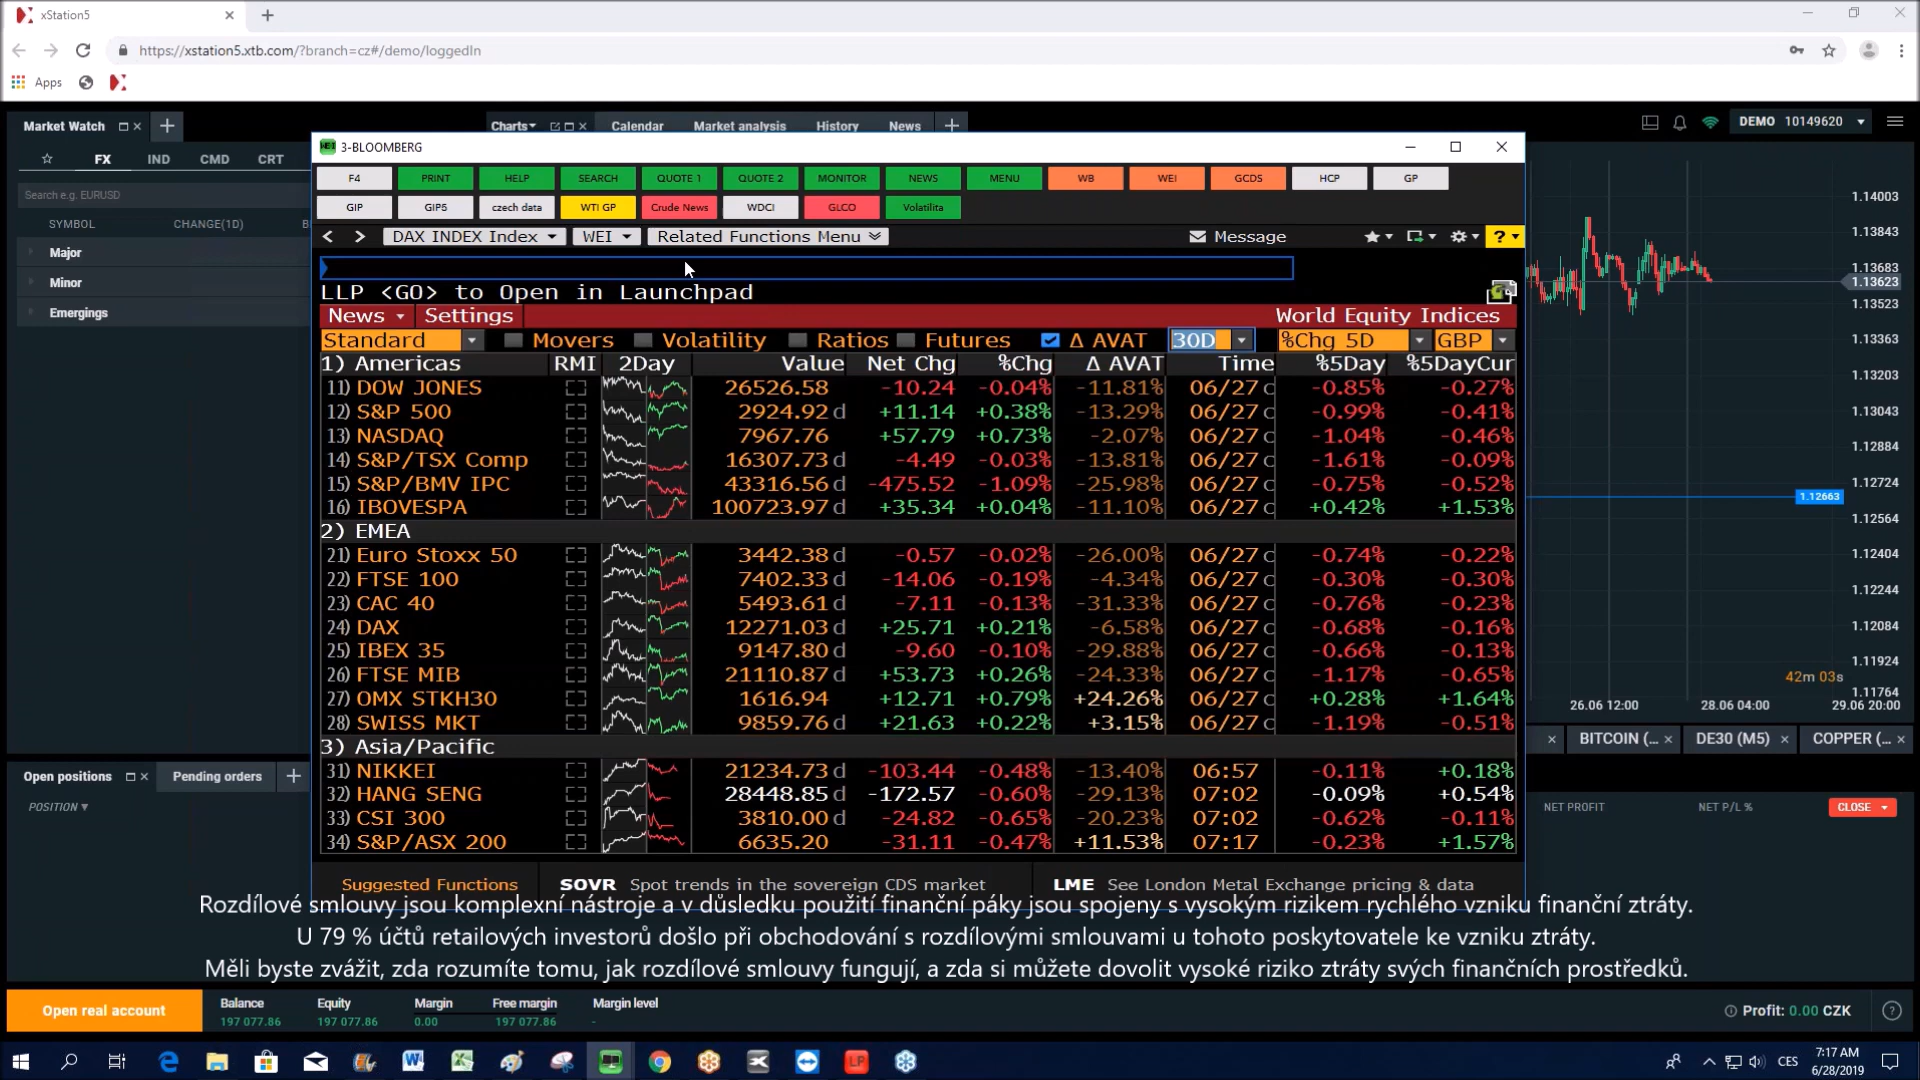 xStation5
https://xstation5.xtb.com/?branch=cz#/demo/loggedIn
Apps
Market Watch
Charts
Calendar
Market analysis
History
News
DEMO 10149620
FX IND CMD CRT
Search e.g. EURUSD
SYMBOL CHANGE(1D)
Major
Minor
Emergings
3-BLOOMBERG
F4 PRINT HELP SEARCH QUOTE 1 QUOTE 2 MONITOR NEWS MENU WB WEI GCDS HCP GP
GIP GIP5 czech data WTI GP Crude News WDCI GLCO Volatilita
DAX INDEX Index WEI Related Functions Menu Message ?
LLP <GO> to Open in Launchpad
News Settings World Equity Indices
Standard Movers Volatility Ratios Futures Δ AVAT 30D %Chg 5D GBP
1) Americas RMI 2Day Value Net Chg %Chg Δ AVAT Time %5Day %5DayCur
11) DOW JONES 26526.58 -10.24 -0.04% -11.81% 06/27 c -0.85% -0.27%
12) S&P 500 2924.92 d +11.14 +0.38% -13.29% 06/27 c -0.99% -0.41%
13) NASDAQ 7967.76 +57.79 +0.73% -2.07% 06/27 c -1.04% -0.46%
14) S&P/TSX Comp 16307.73 d -4.49 -0.03% -13.81% 06/27 c -1.61% -0.09%
15) S&P/BMV IPC 43316.56 d -475.52 -1.09% -25.98% 06/27 c -0.75% -0.52%
16) IBOVESPA 100723.97 d +35.34 +0.04% -11.10% 06/27 c +0.42% +1.53%
2) EMEA
21) Euro Stoxx 50 3442.38 d -0.57 -0.02% -26.00% 06/27 c -0.74% -0.22%
22) FTSE 100 7402.33 d -14.06 -0.19% -4.34% 06/27 c -0.30% -0.30%
23) CAC 40 5493.61 d -7.11 -0.13% -31.33% 06/27 c -0.76% -0.23%
24) DAX 12271.03 d +25.71 +0.21% -6.58% 06/27 c -0.68% -0.16%
25) IBEX 35 9147.80 d -9.60 -0.10% -29.88% 06/27 c -0.66% -0.13%
26) FTSE MIB 21110.87 d +53.73 +0.26% -24.33% 06/27 c -1.17% -0.65%
27) OMX STKH30 1616.94 +12.71 +0.79% +24.26% 06/27 c +0.28% +1.64%
28) SWISS MKT 9859.76 d +21.63 +0.22% +3.15% 06/27 c -1.19% -0.51%
3) Asia/Pacific
31) NIKKEI 21234.73 d -103.44 -0.48% -13.40% 06:57 -0.11% +0.18%
32) HANG SENG 28448.85 d -172.57 -0.60% -29.13% 07:02 -0.09% +0.54%
33) CSI 300 3810.00 d -24.82 -0.65% -20.23% 07:02 -0.62% -0.11%
34) S&P/ASX 200 6635.20 -31.11 -0.47% +11.53% 07:17 -0.23% +1.57%
Suggested Functions SOVR Spot trends in the sovereign CDS market LME See London Metal Exchange pricing & data
1.14003
1.13843
1.13683
1.13623
1.13523
1.13363
1.13203
1.13043
1.12884
1.12724
1.12663
1.12564
1.12404
1.12244
1.12084
1.11924
42m 03s
1.11764
26.06 12:00 28.06 04:00 29.06 20:00
BITCOIN (... DE30 (M5) COPPER (...
Open positions Pending orders
POSITION NET PROFIT NET P/L % CLOSE
Rozdílové smlouvy jsou komplexní nástroje a v důsledku použití finanční páky jsou spojeny s vysokým rizikem rychlého vzniku finanční ztráty.
U 79 % účtů retailových investorů došlo při obchodování s rozdílovými smlouvami u tohoto poskytovatele ke vzniku ztráty.
Měli byste zvážit, zda rozumíte tomu, jak rozdílové smlouvy fungují, a zda si můžete dovolit vysoké riziko ztráty svých finančních prostředků.
Open real account
Balance Equity Margin Free margin Margin level
197 077.86 197 077.86 0.00 197 077.86 -
Profit: 0.00 CZK
CES
7:17 AM
6/28/2019